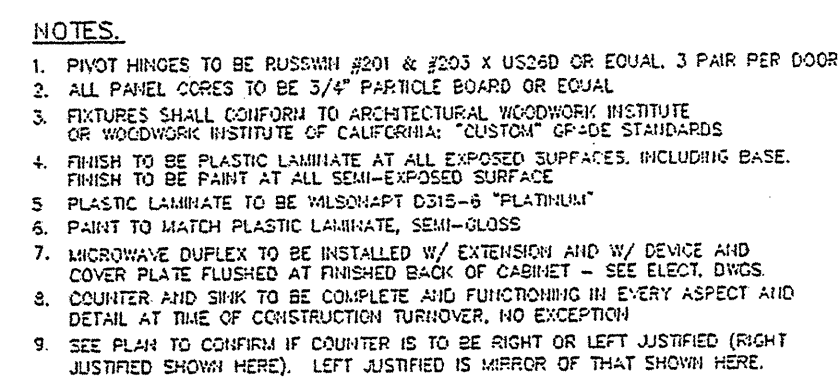 NOTES.
1. PIVOT HINGES TO BE RUSSWIN #201 & #203 X US26D OR EQUAL. 3 PAIR PER DOOR
2. ALL PANEL CORES TO BE 3/4" PARTICLE BOARD OR EQUAL
3. FIXTURES SHALL CONFORM TO ARCHITECTURAL WOODWORK INSTITUTE
OR WOODWORK INSTITUTE OF CALIFORNIA: "CUSTOM" GRADE STANDARDS
4. FINISH TO BE PLASTIC LAMINATE AT ALL EXPOSED SURFACES, INCLUDING BASE.
FINISH TO BE PAINT AT ALL SEMI-EXPOSED SURFACE
5 PLASTIC LAMINATE TO BE WILSONART D315-6 "PLATINUM"
6. PAINT TO MATCH PLASTIC LAMINATE, SEMI-GLOSS
7. MICROWAVE DUPLEX TO BE INSTALLED W/ EXTENSION AND W/ DEVICE AND
COVER PLATE FLUSHED AT FINISHED BACK OF CABINET - SEE ELECT. DWGS.
8. COUNTER AND SINK TO BE COMPLETE AND FUNCTIONING IN EVERY ASPECT AND
DETAIL AT TIME OF CONSTRUCTION TURNOVER, NO EXCEPTION
9. SEE PLAN TO CONFIRM IF COUNTER IS TO BE RIGHT OR LEFT JUSTIFIED (RIGHT
JUSTIFIED SHOWN HERE). LEFT JUSTIFIED IS MIRROR OF THAT SHOWN HERE.